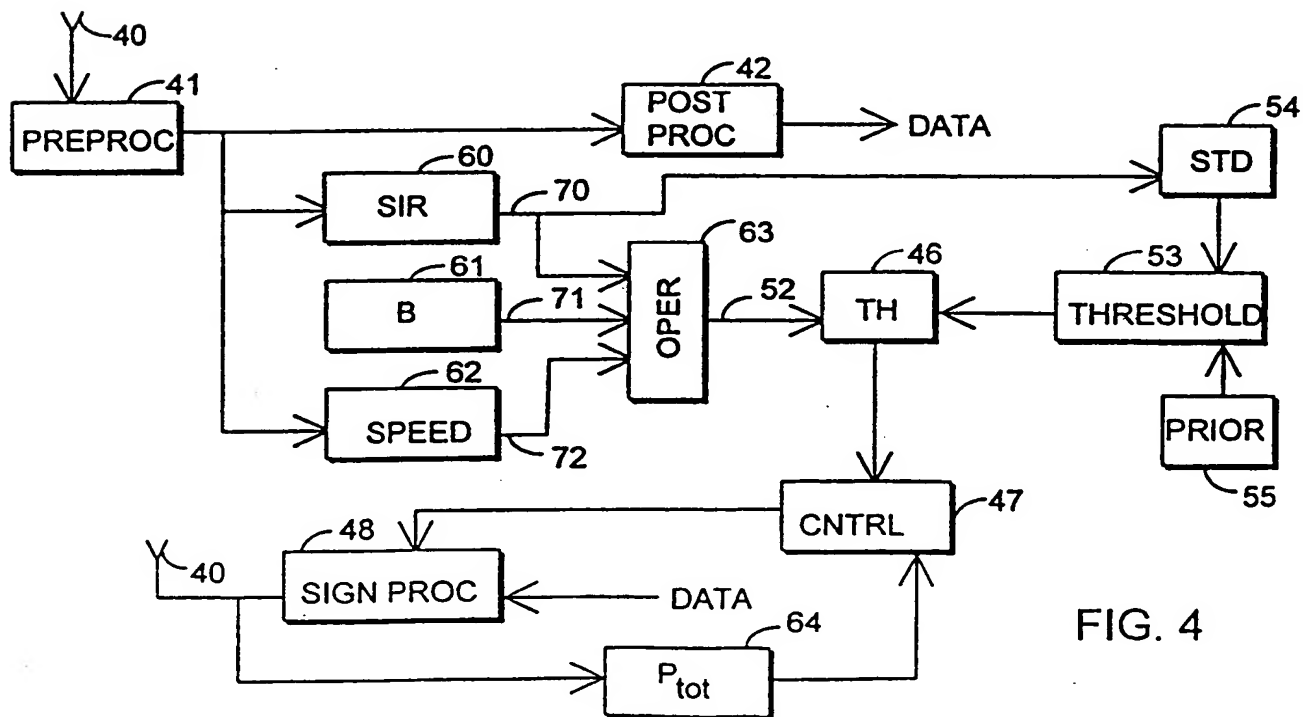 40
41
PREPROC
42
POST
PROC
DATA
54
STD
60
SIR
70
63
OPER
61
B
71
52
46
TH
53
THRESHOLD
62
SPEED
72
PRIOR
55
CNTRL
47
48
40
SIGN PROC
DATA
64
Ptot
FIG. 4